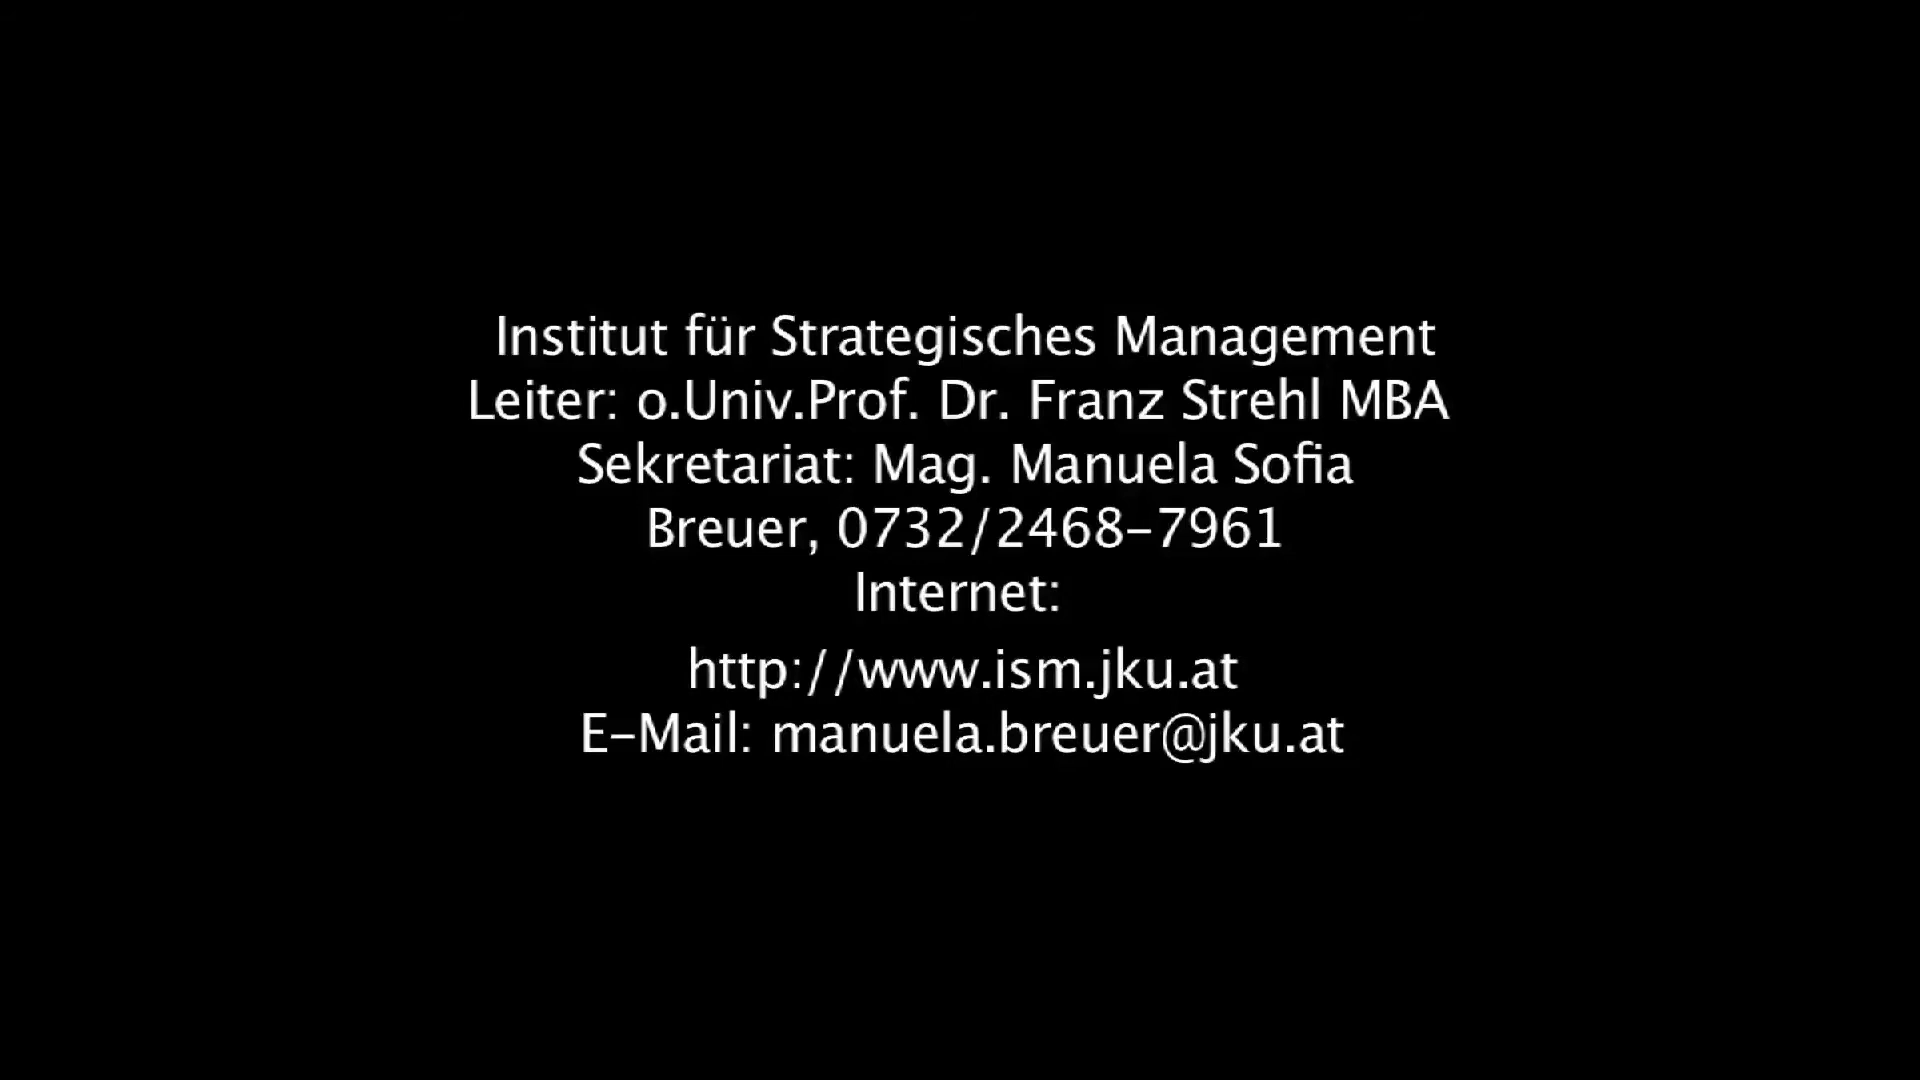 Institut für Strategisches Management
Leiter: o.Univ.Prof. Dr. Franz Strehl MBA
Sekretariat: Mag. Manuela Sofia
Breuer, 0732/2468-7961
Internet:
http://www.ism.jku.at
E-Mail: manuela.breuer@jku.at